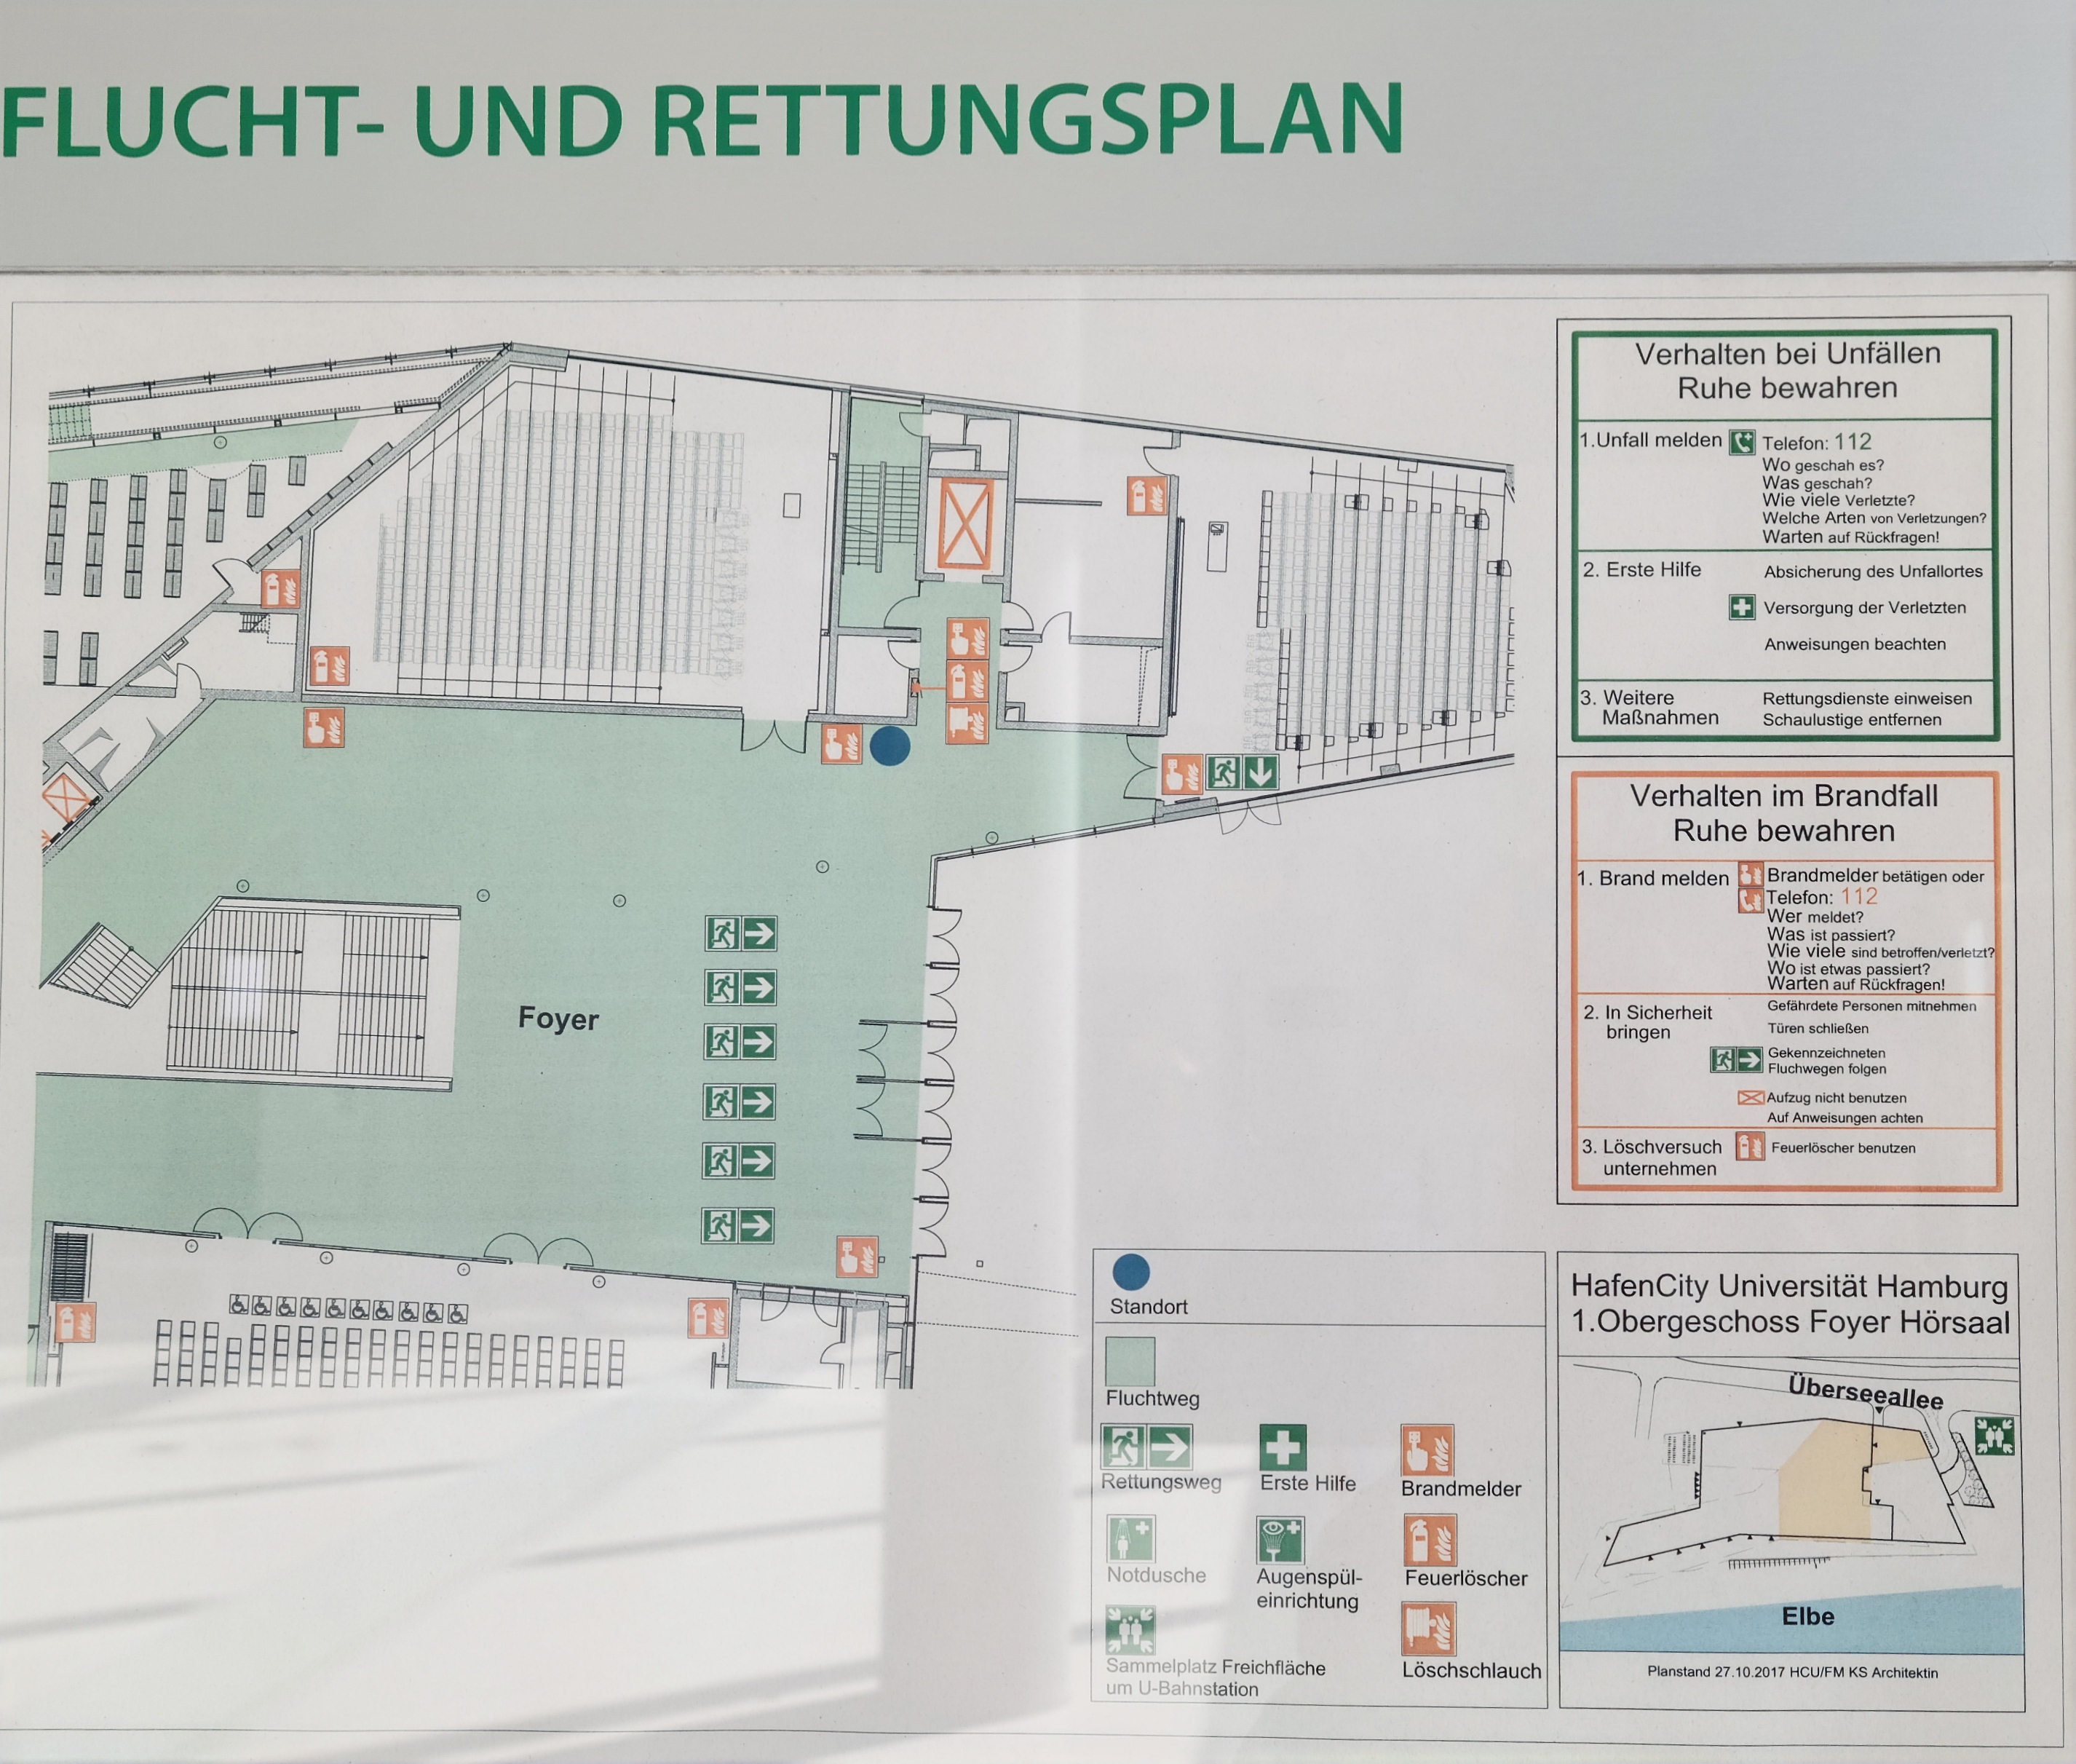 FLUCHT- UND RETTUNGSPLAN
Foyer
Verhalten bei Unfällen
Ruhe bewahren
1.Unfall melden Telefon: 112
Wo geschah es?
Was geschah?
Wie viele Verletzte?
Welche Arten von Verletzungen?
Warten auf Rückfragen!
2. Erste Hilfe Absicherung des Unfallortes
Versorgung der Verletzten
Anweisungen beachten
3. Weitere Maßnahmen Rettungsdienste einweisen
Schaulustige entfernen
Verhalten im Brandfall
Ruhe bewahren
1. Brand melden Brandmelder betätigen oder
Telefon: 112
Wer meldet?
Was ist passiert?
Wie viele sind betroffen/verletzt?
Wo ist etwas passiert?
Warten auf Rückfragen!
2. In Sicherheit bringen Gefährdete Personen mitnehmen
Türen schließen
Gekennzeichneten
Fluchwegen folgen
Aufzug nicht benutzen
Auf Anweisungen achten
3. Löschversuch unternehmen Feuerlöscher benutzen
Standort
Fluchtweg
Rettungsweg Erste Hilfe Brandmelder
Notdusche Augenspül-
einrichtung Feuerlöscher
Sammelplatz Freichfläche
um U-Bahnstation Löschschlauch
HafenCity Universität Hamburg
1.Obergeschoss Foyer Hörsaal
Überseeallee
Elbe
Planstand 27.10.2017 HCU/FM KS Architektin